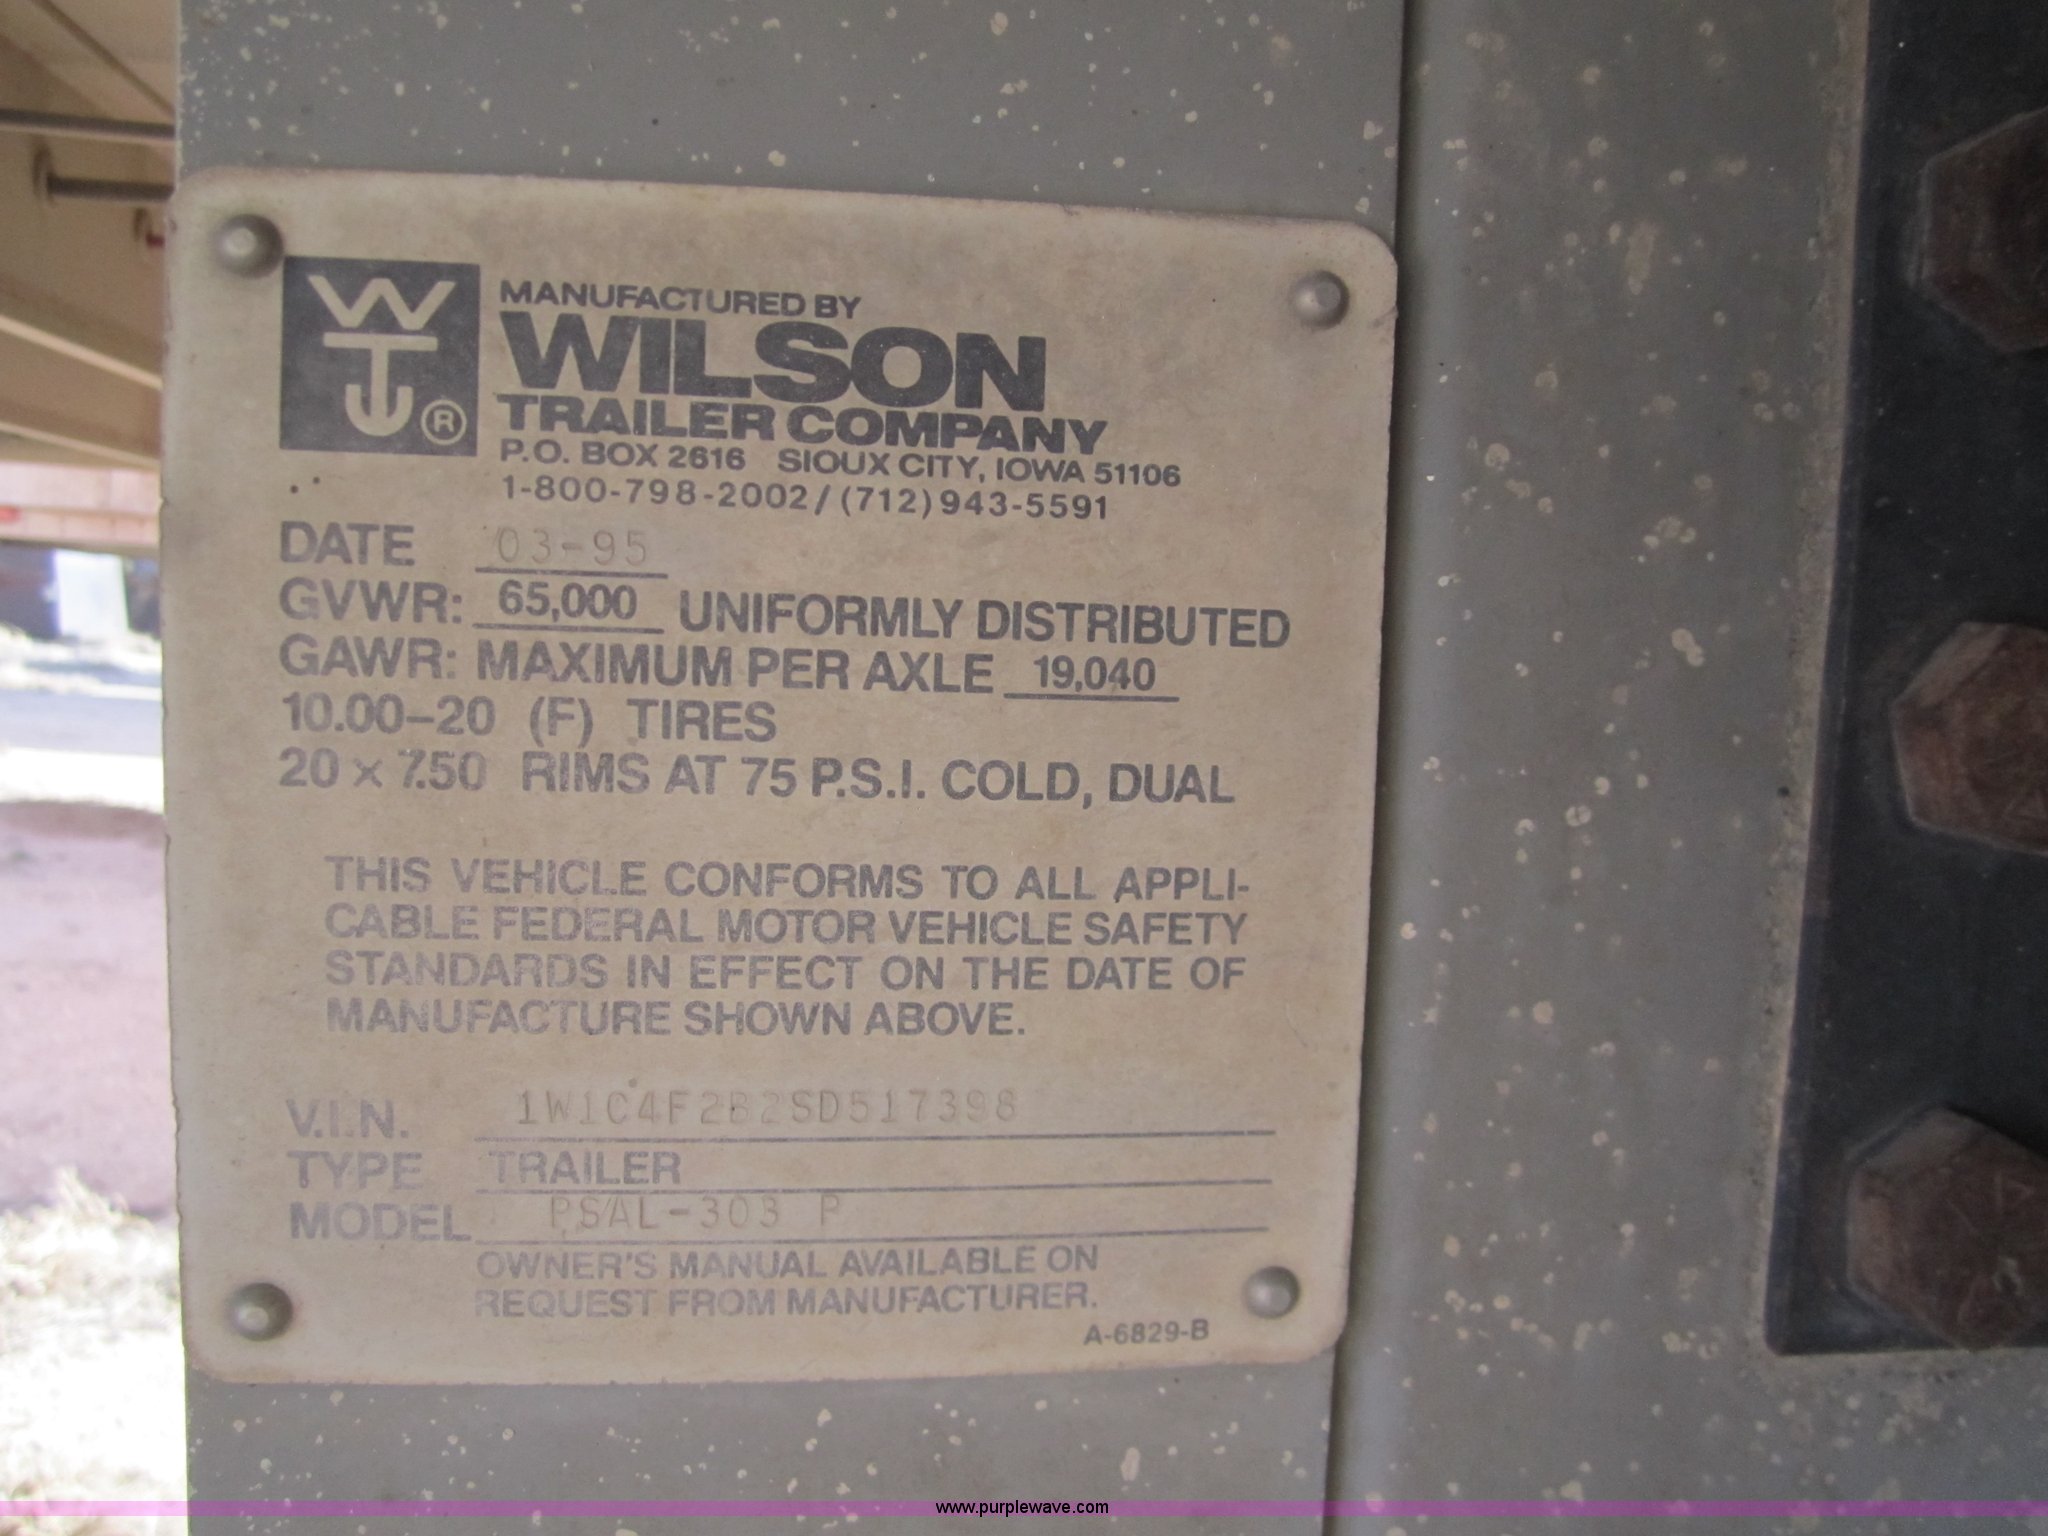 WTC®
MANUFACTURED BY
WILSON
TRAILER COMPANY
P.O. BOX 2616 SIOUX CITY, IOWA 51106
1-800-798-2002 / (712) 943-5591
DATE 03-95
GVWR: 65,000 UNIFORMLY DISTRIBUTED
GAWR: MAXIMUM PER AXLE 19,040
10.00-20 (F) TIRES
20 x 7.50 RIMS AT 75 P.S.I. COLD, DUAL
THIS VEHICLE CONFORMS TO ALL APPLI-
CABLE FEDERAL MOTOR VEHICLE SAFETY
STANDARDS IN EFFECT ON THE DATE OF
MANUFACTURE SHOWN ABOVE.
V.I.N. 1W1C4F2B2SD517398
TYPE TRAILER
MODEL PSAL-303 P
OWNER'S MANUAL AVAILABLE ON
REQUEST FROM MANUFACTURER.
A-6829-B
www.purplewave.com